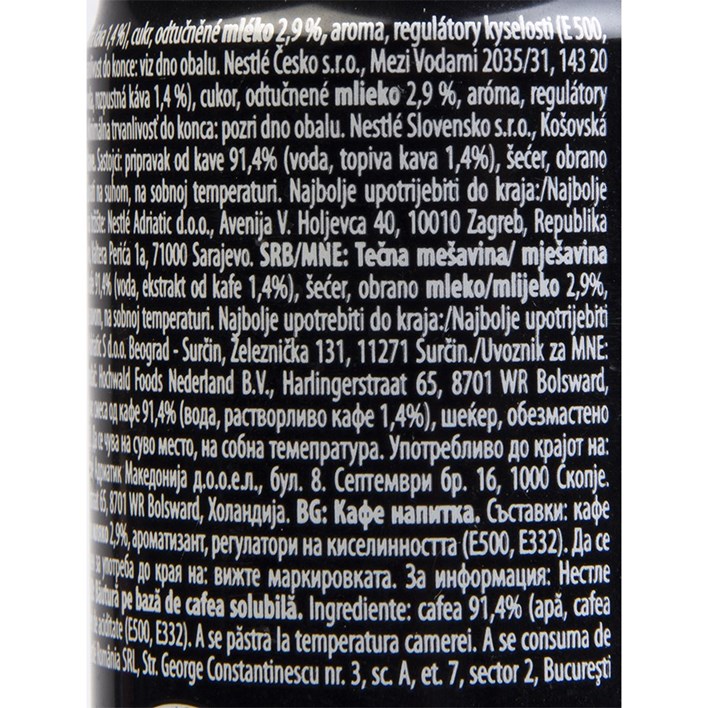 1,4%), cukr, odtučněné mléko 2,9 %, aroma, regulátory kyselosti (E 500,
do konce: viz dno obalu. Nestlé Česko s.r.o., Mezi Vodami 2035/31, 143 20
rozpustná káva 1,4 %), cukor, odtučnené mlieko 2,9 %, aróma, regulátory
trvanlivosť do konca: pozri dno obalu. Nestlé Slovensko s.r.o., Košovská
Sastojci: pripravak od kave 91,4% (voda, topiva kava 1,4%), šećer, obrano
na suhom, na sobnoj temperaturi. Najbolje upotrijebiti do kraja:/Najbolje
Nestlé Adriatic d.o.o., Avenija V. Holjevca 40, 10010 Zagreb, Republika
Perića 1a, 71000 Sarajevo. SRB/MNE: Tečna mešavina/ mješavina
91,4% (voda, ekstrakt od kafe 1,4%), šećer, obrano mleko/mlijeko 2,9%,
na sobnoj temperaturi. Najbolje upotrebiti do kraja:/Najbolje upotrijebiti
S d.o.o. Beograd - Surčin, Železnička 131, 11271 Surčin./Uvoznik za MNE:
Hochwald Foods Nederland B.V., Harlingerstraat 65, 8701 WR Bolsward,
од кафе 91,4% (вода, растворливо кафе 1,4%), шеќер, обезмастено
Да се чува на суво место, на собна темепратура. Употребливо до крајот на:
Адриатик Македонија д.о.о.ел., бул. 8. Септември бр. 16, 1000 Скопје.
65, 8701 WR Bolsward, Холандија. BG: Кафе напитка. Съставки: кафе
2,9%, ароматизант, регулатори на киселинността (E500, E332). Да се
за употреба до края на: вижте маркировката. За информация: Нестле
Băutură pe bază de cafea solubilă. Ingrediente: cafea 91,4% (apă, cafea
de aciditate (E500, E332). A se păstra la temperatura camerei. A se consuma de
România SRL, Str. George Constantinescu nr. 3, sc. A, et. 7, sector 2, Bucureşti